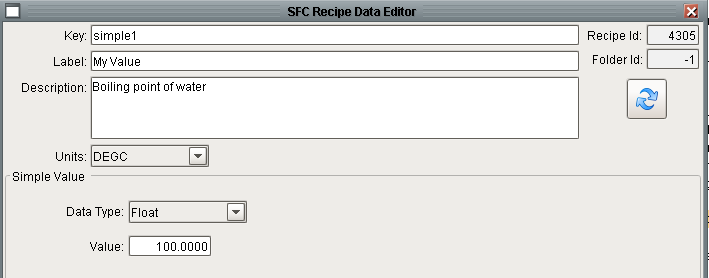 SFC Recipe Data Editor
Key: simple1 Recipe Id: 4305
Label: My Value Folder Id: -1
Description: Boiling point of water
Units: DEGC
Simple Value
Data Type: Float
Value: 100.0000